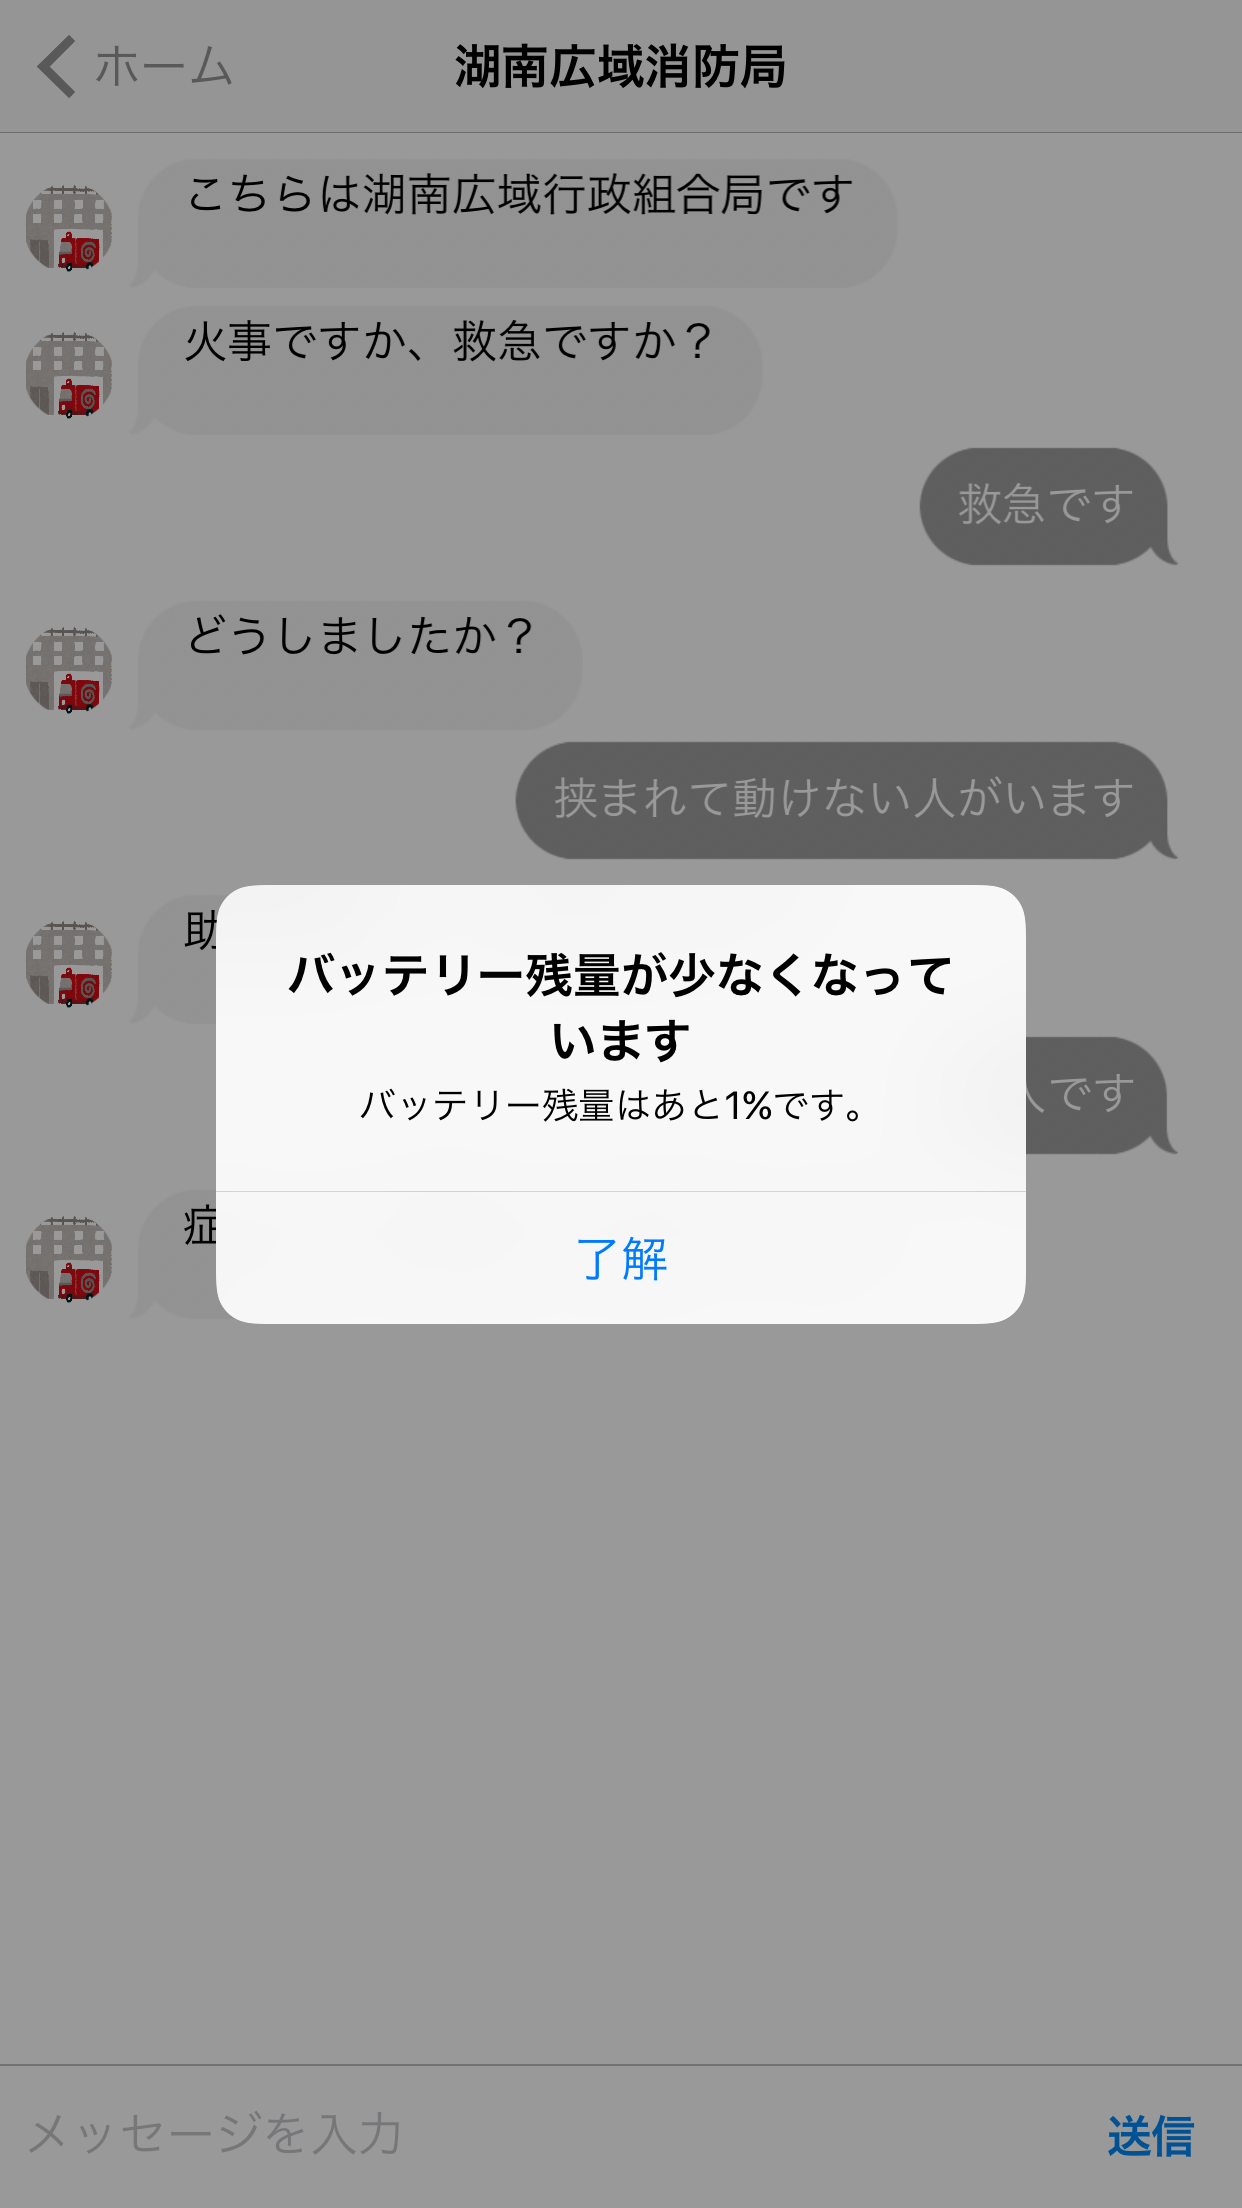 ホーム
湖南広域消防局
こちらは湖南広域行政組合局です
火事ですか、救急ですか？
救急です
どうしましたか？
挟まれて動けない人がいます
助
バッテリー残量が少なくなって
います
バッテリー残量はあと1%です。
です
症
了解
メッセージを入力
送信